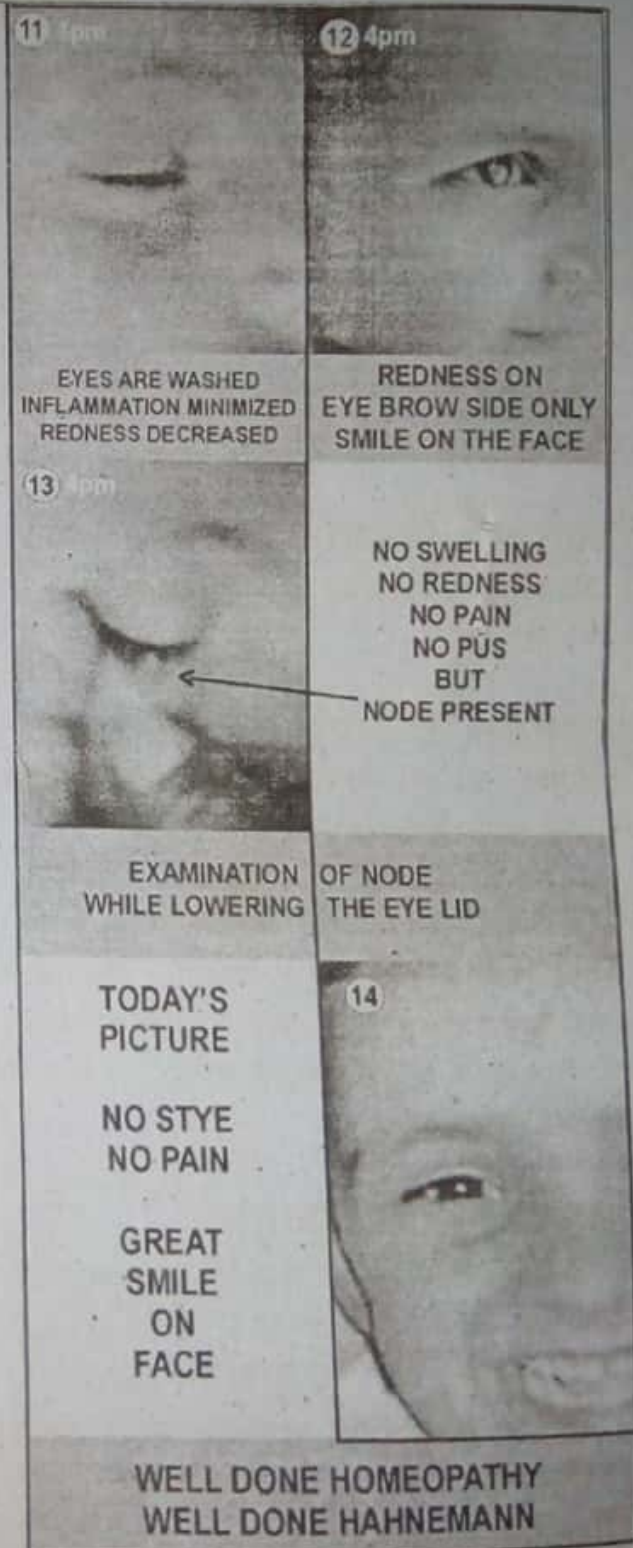 11 1pm
12 4pm
EYES ARE WASHED
INFLAMMATION MINIMIZED
REDNESS DECREASED
REDNESS ON
EYE BROW SIDE ONLY
SMILE ON THE FACE
13 4pm
NO SWELLING
NO REDNESS
NO PAIN
NO PUS
BUT
NODE PRESENT
EXAMINATION OF NODE
WHILE LOWERING THE EYE LID
TODAY'S
PICTURE
NO STYE
NO PAIN
GREAT
SMILE
ON
FACE
14
WELL DONE HOMEOPATHY
WELL DONE HAHNEMANN